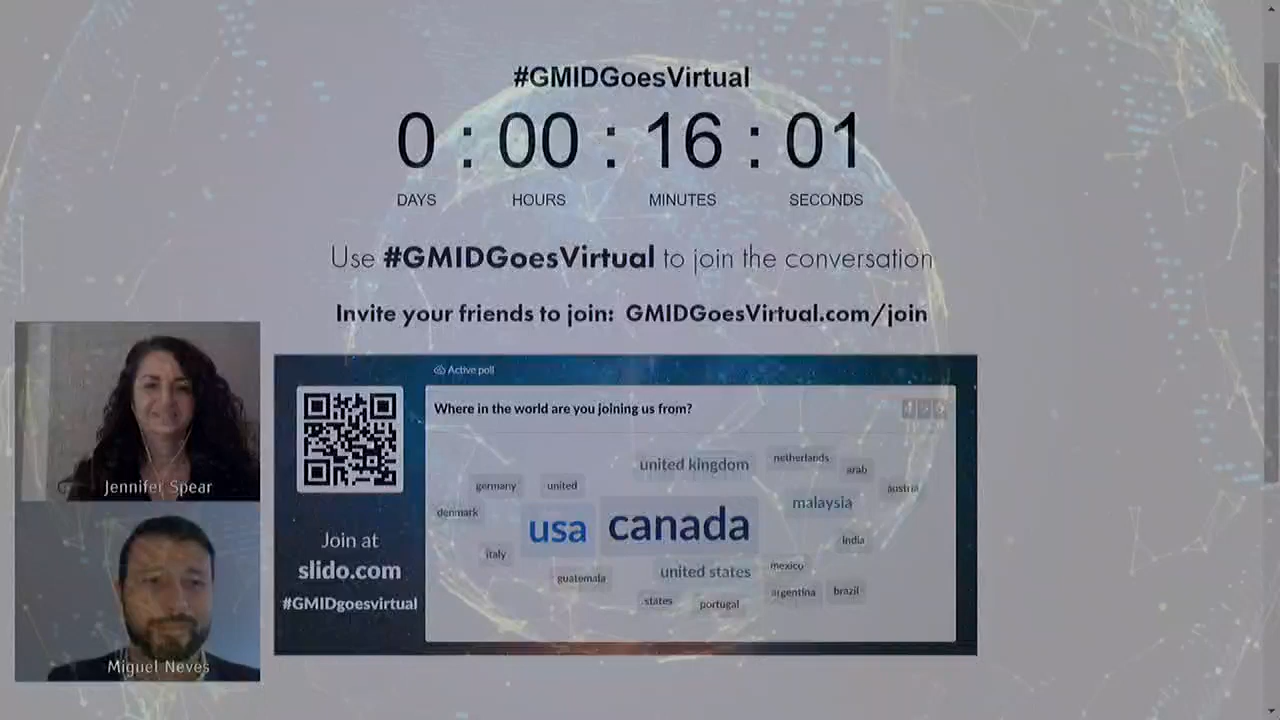 #GMIDGoesVirtual
0 : 00 : 16 : 01
DAYS HOURS MINUTES SECONDS
Use #GMIDGoesVirtual to join the conversation
Invite your friends to join: GMIDGoesVirtual.com/join
Jennifer Spear
Miguel Neves
Join at
slido.com
#GMIDgoesvirtual
Active poll
Where in the world are you joining us from?
united kingdom
netherlands
arab
germany
united
austria
denmark
usa
canada
malaysia
india
italy
guatemala
united states
mexico
states
portugal
argentina
brazil